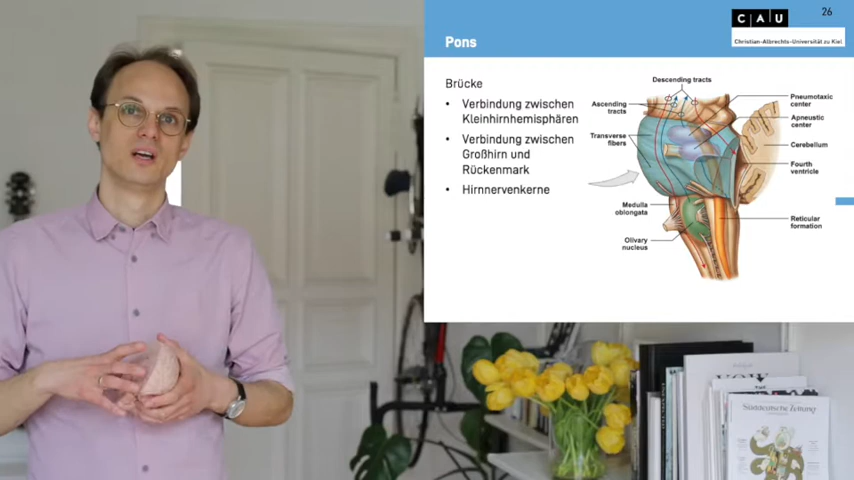 26
CAU
Christian-Albrechts-Universität zu Kiel
Pons
Brücke
• Verbindung zwischen
Kleinhirnhemisphären
• Verbindung zwischen
Großhirn und
Rückenmark
• Hirnnervenkerne
Descending tracts
Ascending
tracts
Transverse
fibers
Medulla
oblongata
Olivary
nucleus
Pneumotaxic
center
Apneustic
center
Cerebellum
Fourth
ventricle
Reticular
formation
Süddeutsche Zeitung